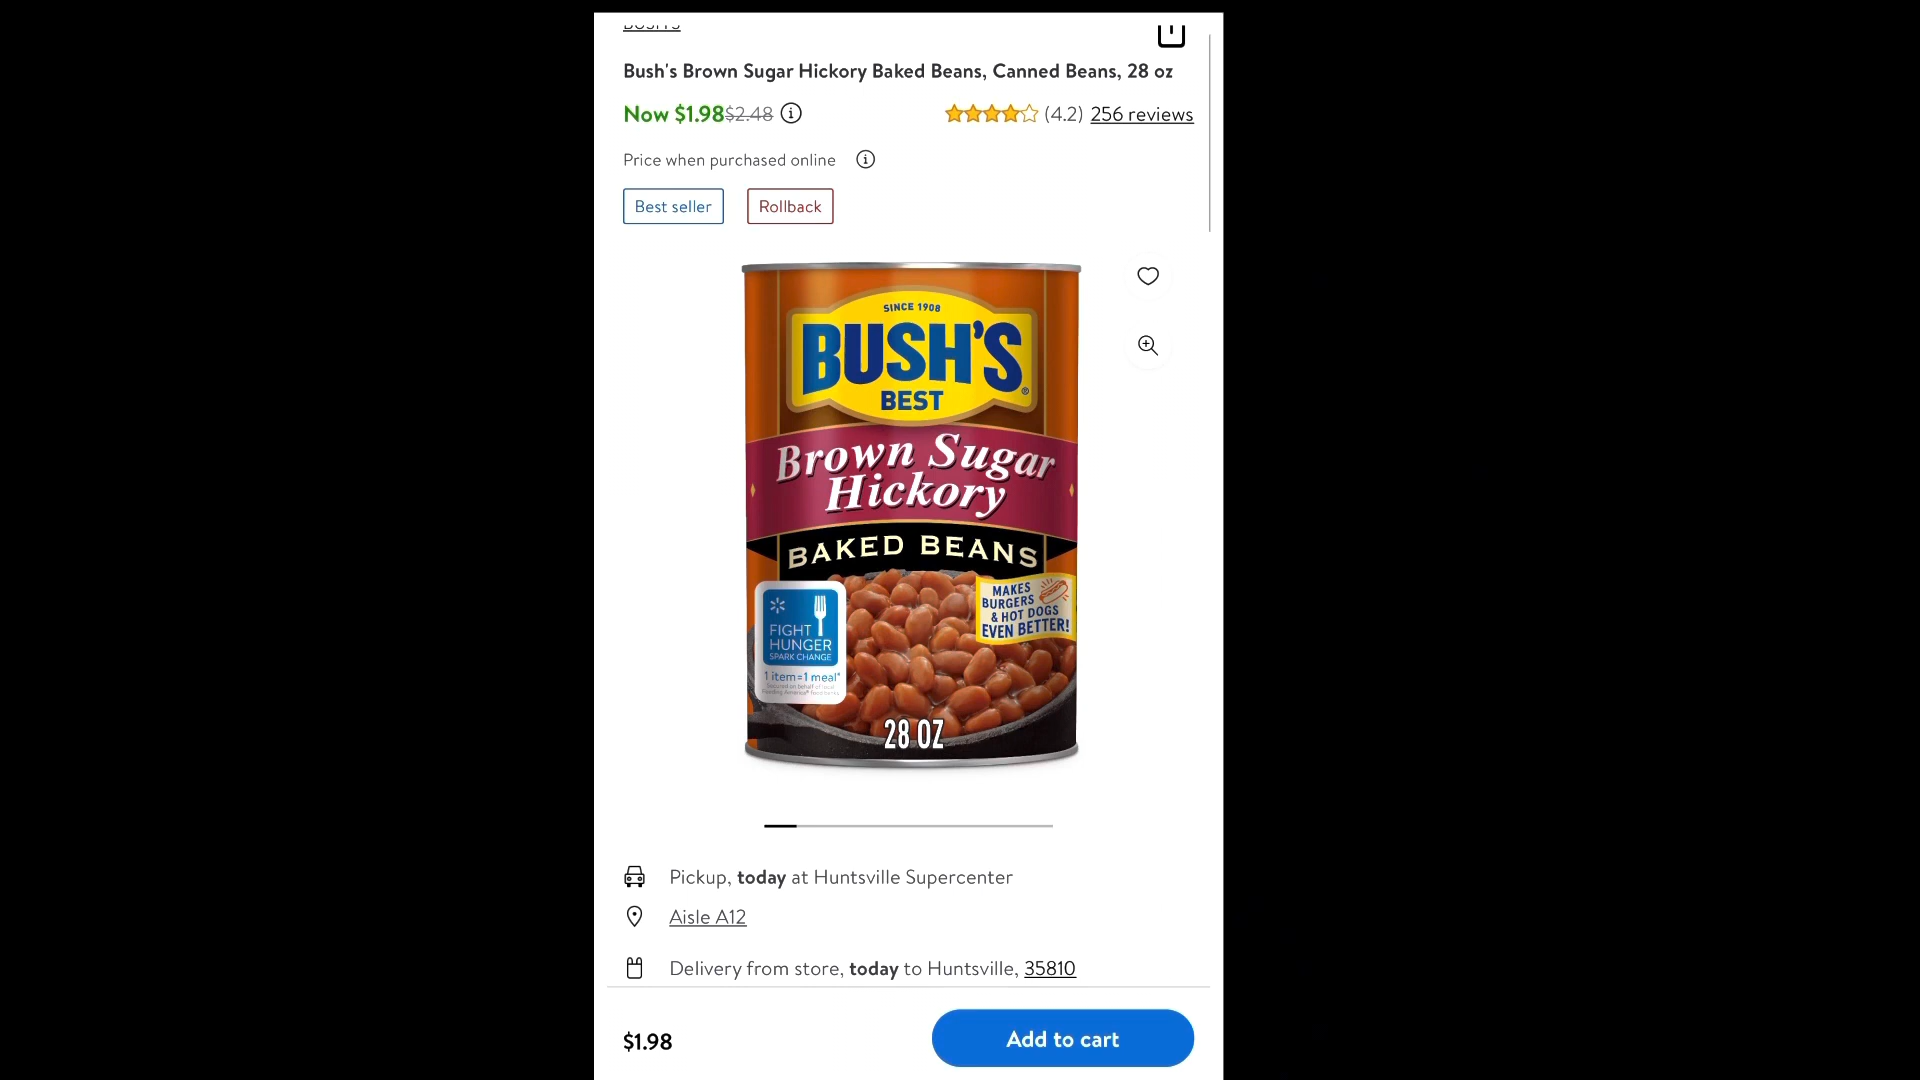 BUSH'S
Bush's Brown Sugar Hickory Baked Beans, Canned Beans, 28 oz
Now $1.98 $2.48
(4.2) 256 reviews
Price when purchased online
Best seller
Rollback
SINCE 1908
BUSH'S
BEST
Brown Sugar
Hickory
BAKED BEANS
MAKES
BURGERS
& HOT DOGS
EVEN BETTER!
FIGHT
HUNGER
SPARK CHANGE
1 item=1 meal*
28 OZ
Pickup, today at Huntsville Supercenter
Aisle A12
Delivery from store, today to Huntsville, 35810
$1.98
Add to cart